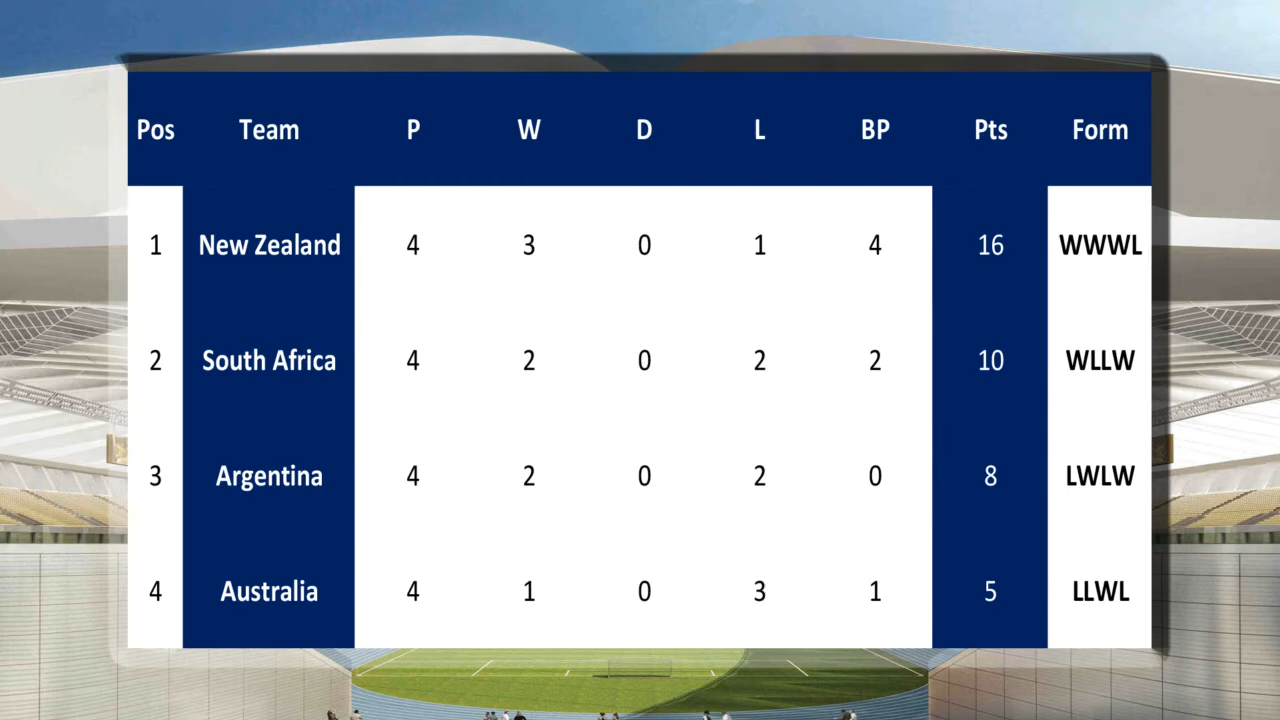 Pos Team P W D L BP Pts Form
1 New Zealand 4 3 0 1 4 16 WWWL
2 South Africa 4 2 0 2 2 10 WLLW
3 Argentina 4 2 0 2 0 8 LWLW
4 Australia 4 1 0 3 1 5 LLWL